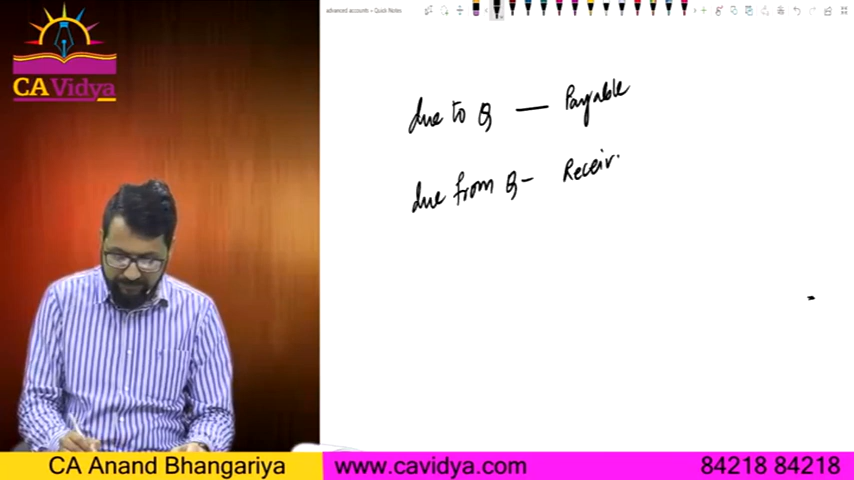 advanced accounts - Quick Notes
CA Vidya
due to Q — Payable
due from Q - Receiv
CA Anand Bhangariya
www.cavidya.com
84218 84218